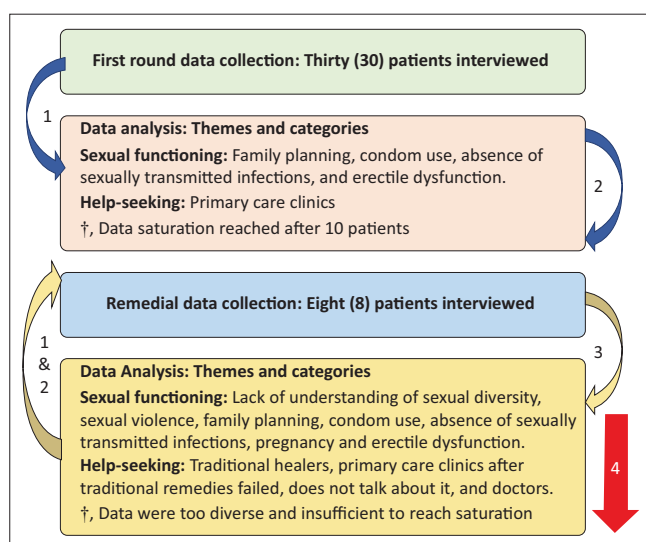 First round data collection: Thirty (30) patients interviewed
1
Data analysis: Themes and categories
Sexual functioning: Family planning, condom use, absence of
sexually transmitted infections, and erectile dysfunction.
Help-seeking: Primary care clinics
†, Data saturation reached after 10 patients
2
Remedial data collection: Eight (8) patients interviewed
1
&
2
3
Data Analysis: Themes and categories
Sexual functioning: Lack of understanding of sexual diversity,
sexual violence, family planning, condom use, absence of sexually
transmitted infections, pregnancy and erectile dysfunction.
Help-seeking: Traditional healers, primary care clinics after
traditional remedies failed, does not talk about it, and doctors.
†, Data were too diverse and insufficient to reach saturation
4